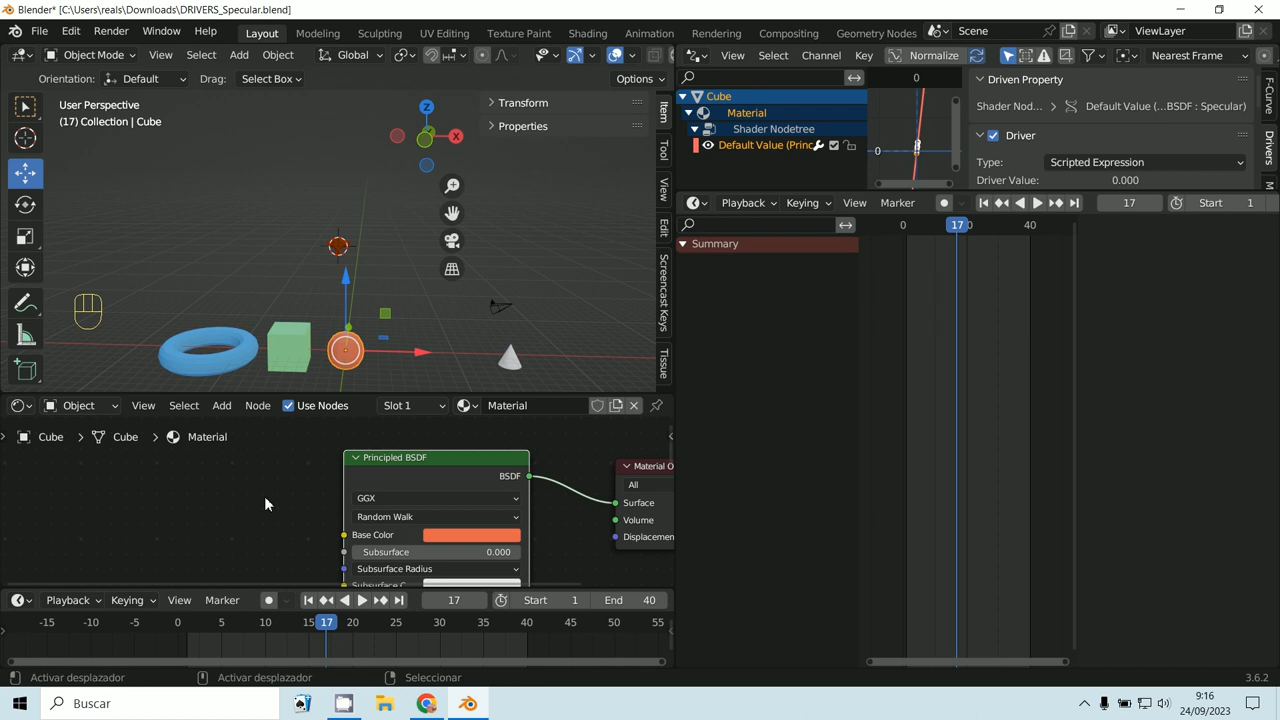 Blender* [C:\Users\reals\Downloads\DRIVERS_Specular.blend]
File Edit Render Window Help Layout Modeling Sculpting UV Editing Texture Paint Shading Animation Rendering Compositing Geometry Nodes Scene ViewLayer
Object Mode View Select Add Object Global
View Select Channel Key Normalize Nearest Frame
Orientation: Default Drag: Select Box Options
User Perspective
(17) Collection | Cube
Transform
Properties
Z
X
Y
Item
Tool
View
Edit
Screencast Keys
Tissue
0
Cube
Material
Shader Nodetree
Default Value (Princ
0
Driven Property
Shader Nod... Default Value (...BSDF : Specular)
Driver
Type: Scripted Expression
Driver Value: 0.000
F-Curve
Drivers
Playback Keying View Marker 17 Start 1
0 17 0 40
Summary
Object View Select Add Node Use Nodes Slot 1 Material
Cube Cube Material
Principled BSDF
BSDF
GGX
Random Walk
Base Color
Subsurface 0.000
Subsurface Radius
Subsurface C
Material O
All
Surface
Volume
Displacemen
Playback Keying View Marker 17 Start 1 End 40
-15 -10 -5 0 5 10 15 17 20 25 30 35 40 45 50 55
Activar desplazador Activar desplazador Seleccionar 3.6.2
Buscar
9:16
24/09/2023